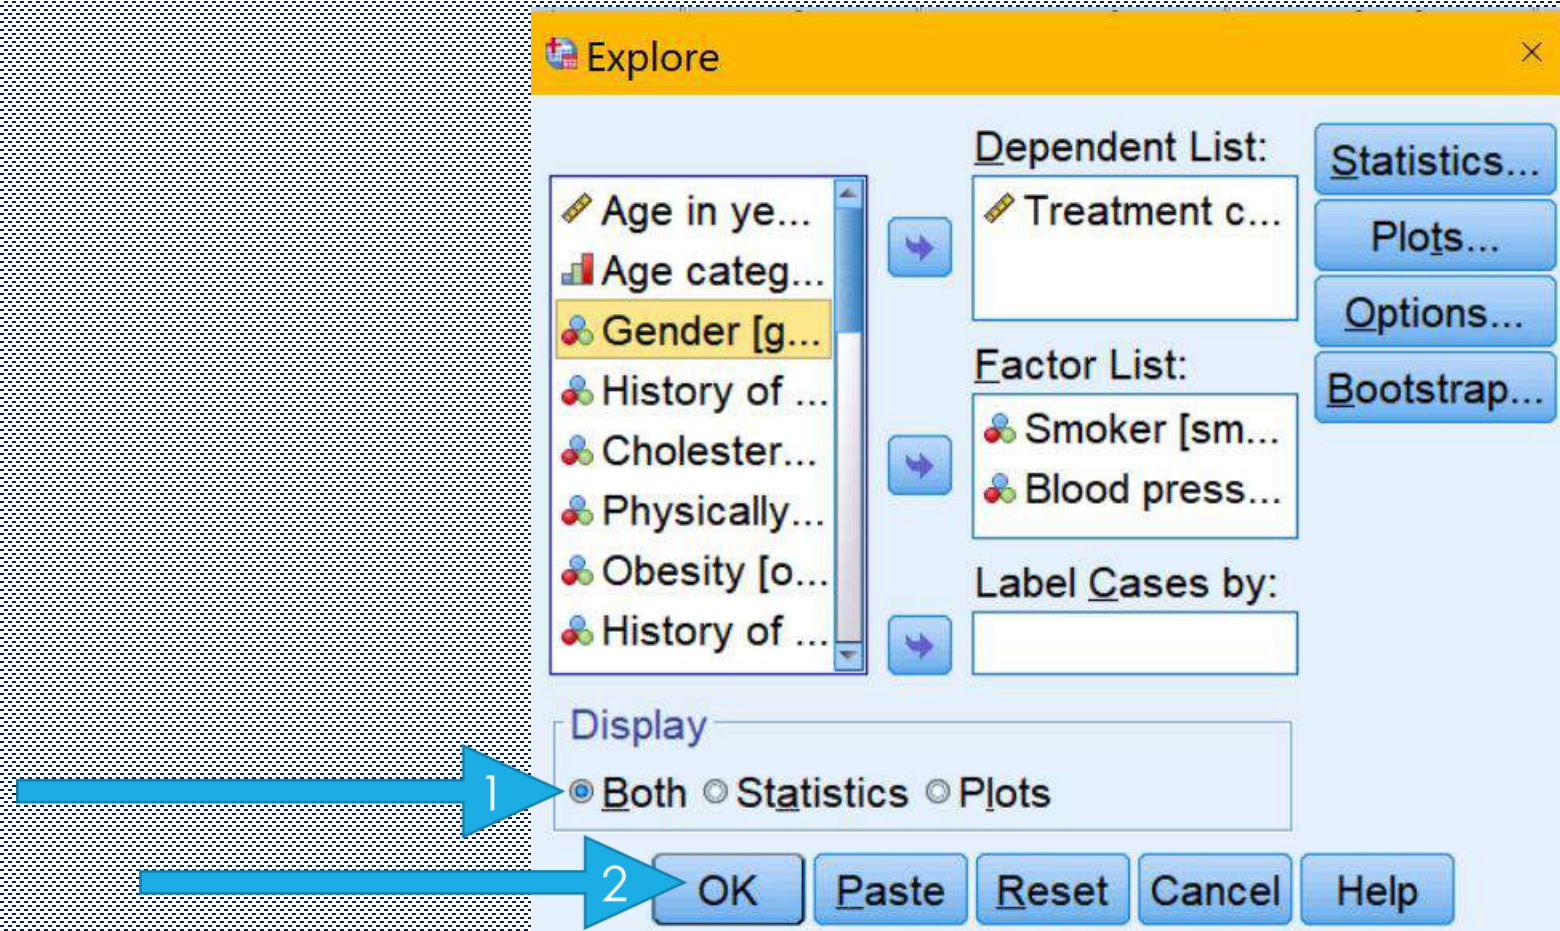 Explore
Dependent List:
Statistics...
Age in ye...
Treatment c...
Plots...
Age categ...
Options...
Gender [g...
Factor List:
Bootstrap...
History of ...
Smoker [sm...
Cholester...
Blood press...
Physically...
Obesity [o...
Label Cases by:
History of ...
Display
1
Both Statistics Plots
2
OK Paste Reset Cancel Help